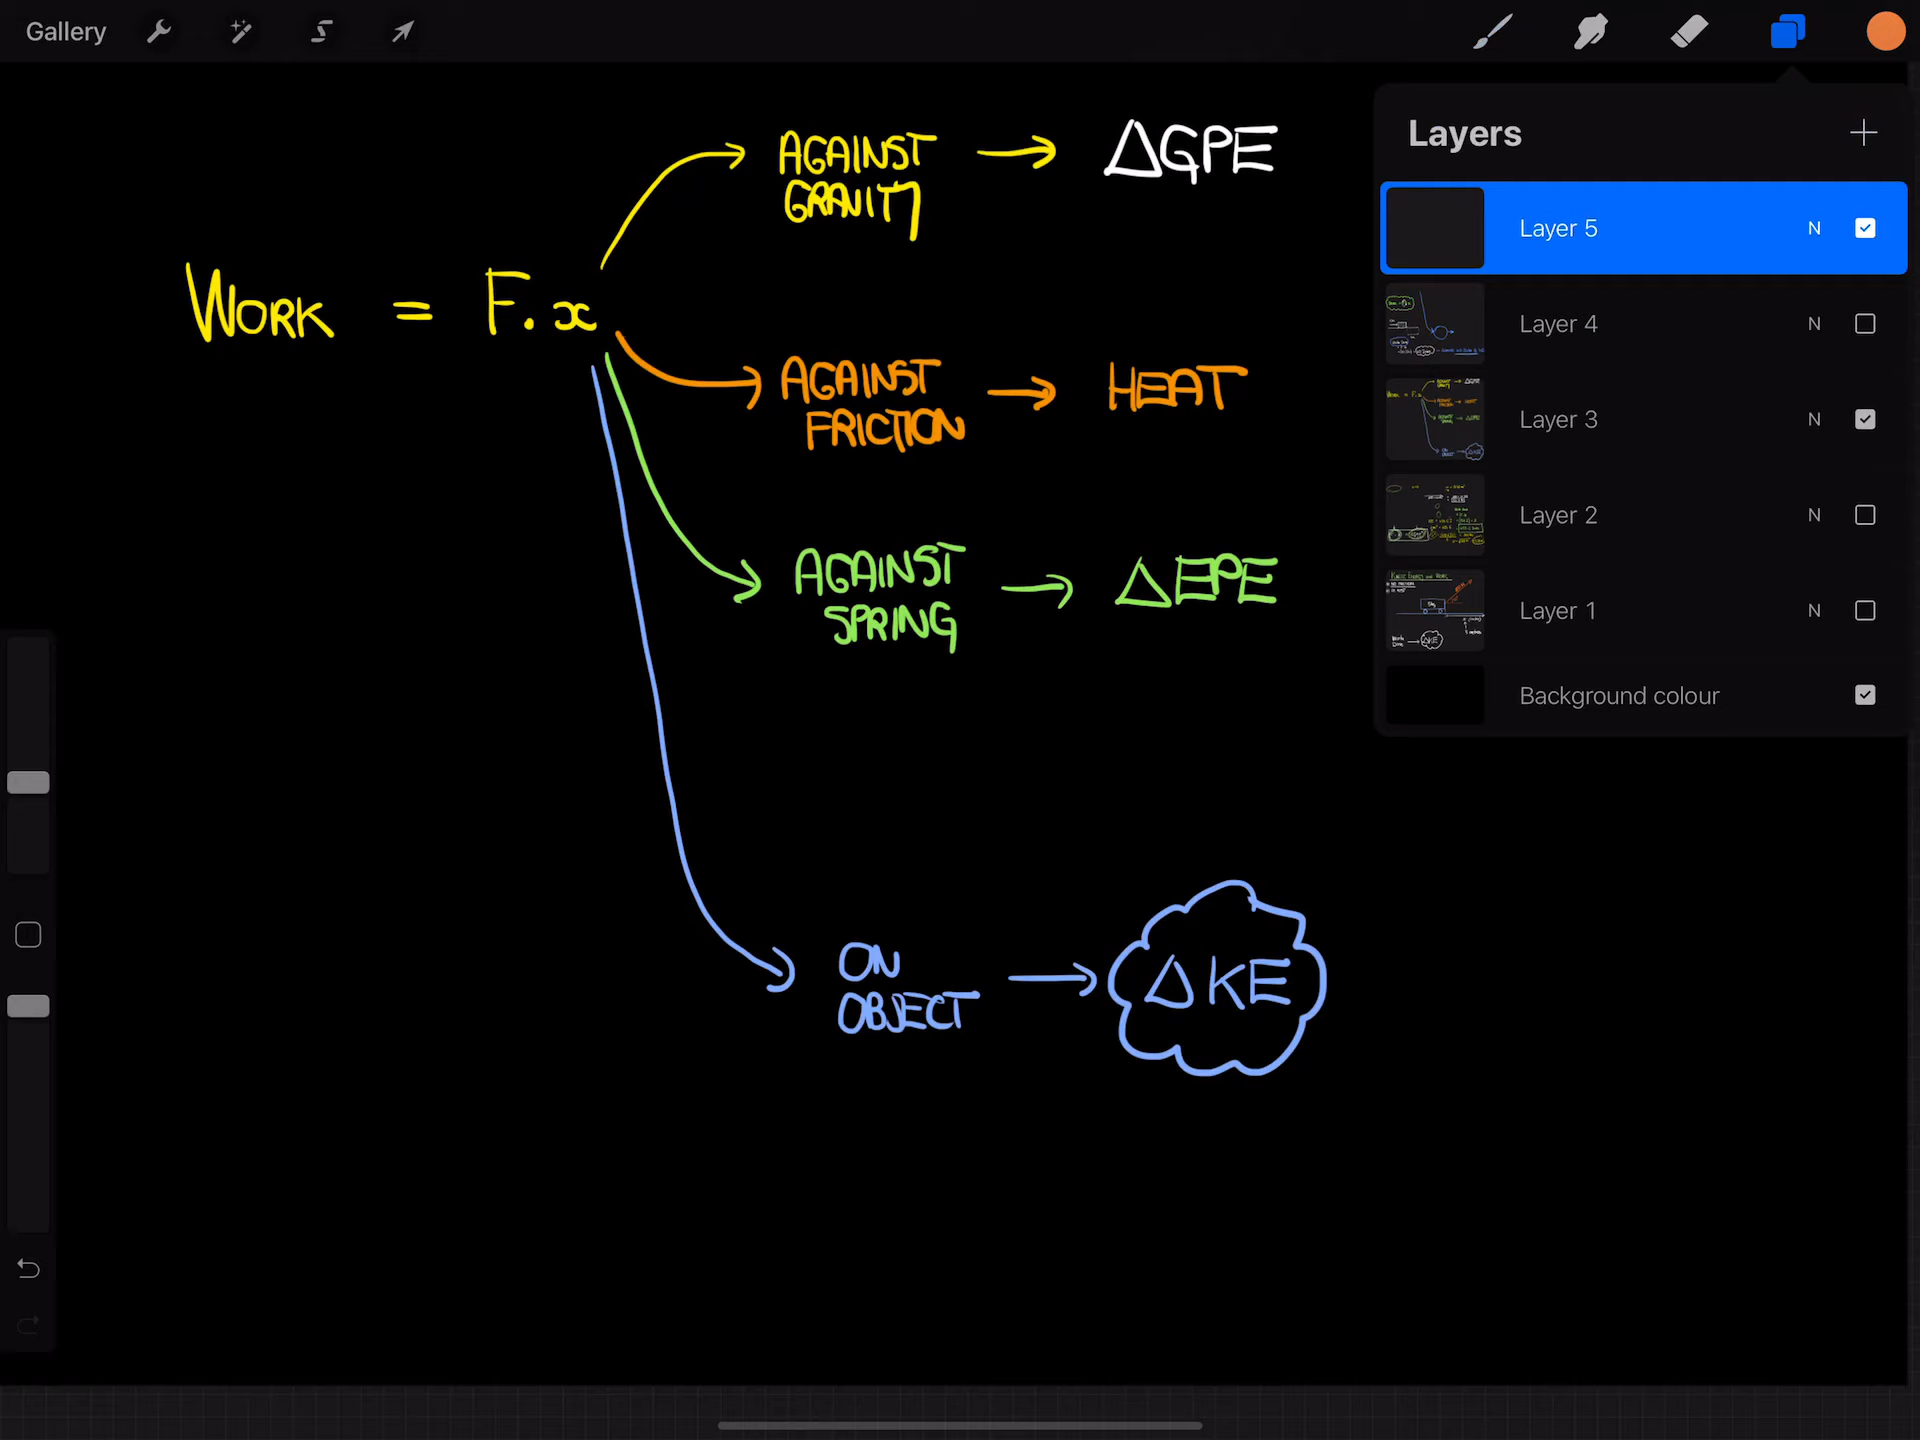 Gallery
AGAINST → ΔGPE
GRAVITY
WORK = F.x
AGAINST → HEAT
FRICTION
AGAINST → ΔEPE
SPRING
ON → ΔKE
OBJECT
Layers
Layer 5 N
Layer 4 N
Layer 3 N
Layer 2 N
Layer 1 N
Background colour